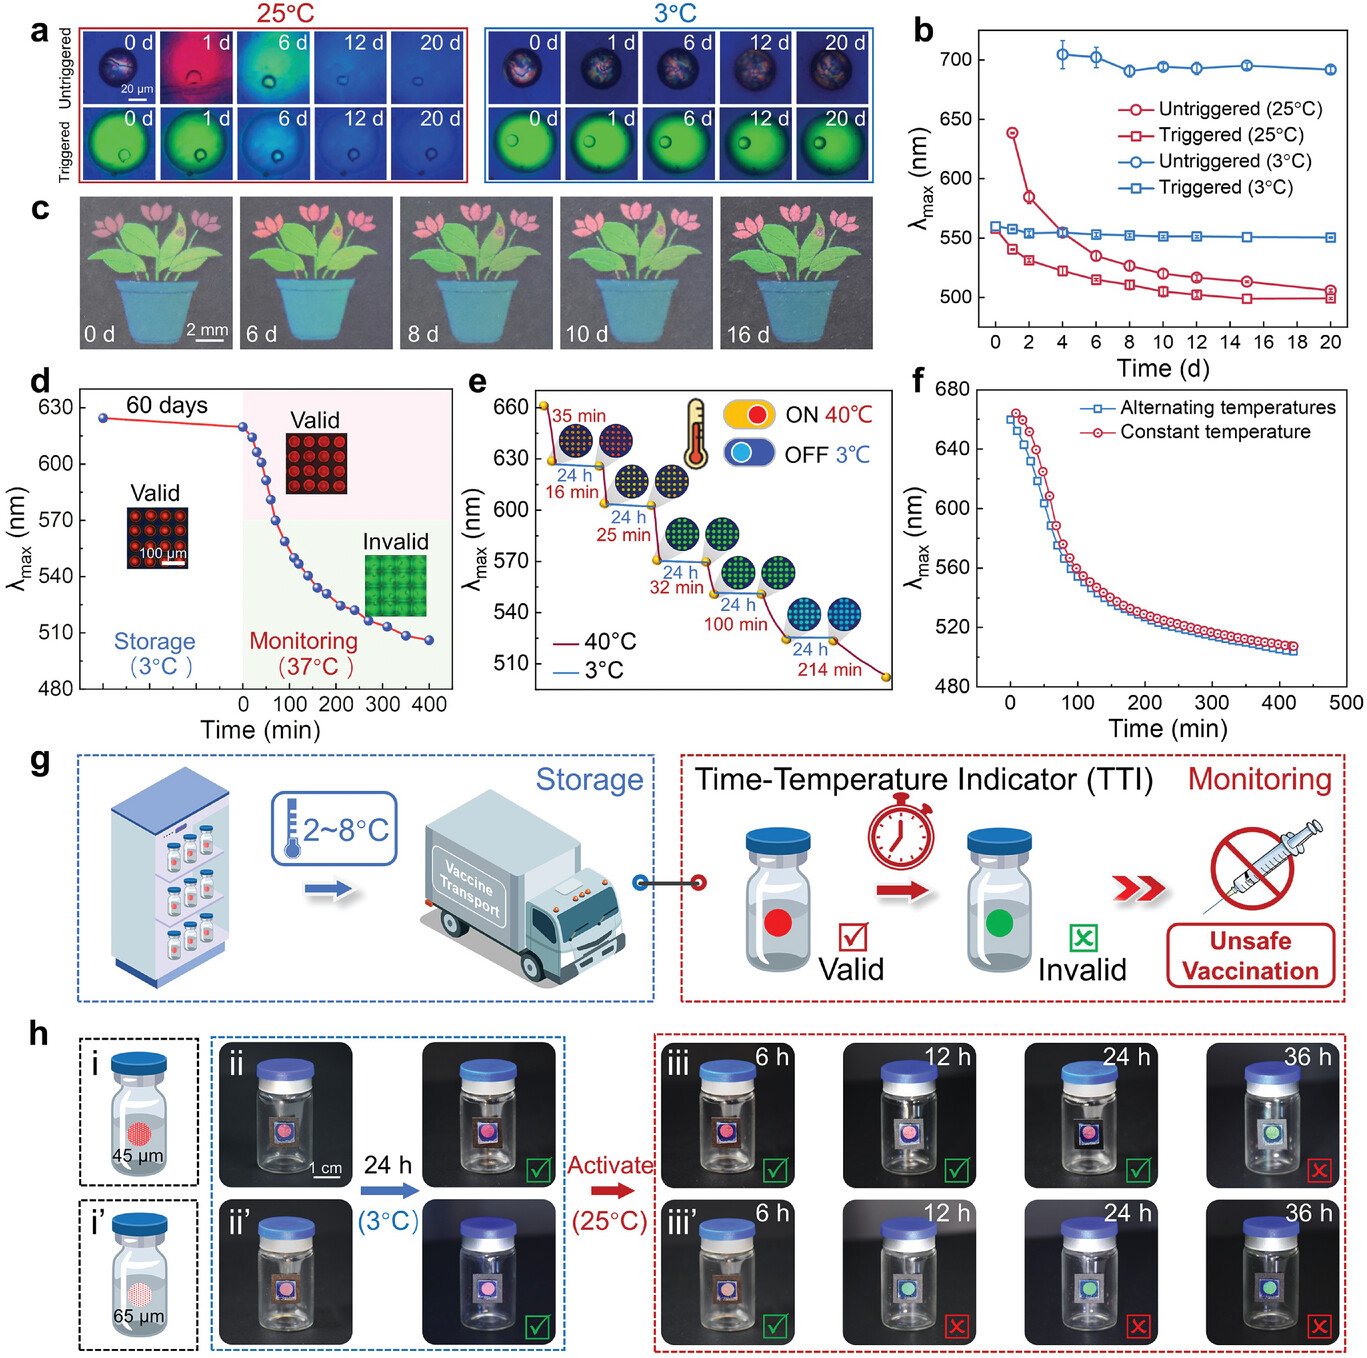 a
25°C
3°C
Untriggered
0 d
1 d
6 d
12 d
20 d
20 μm
0 d
1 d
6 d
12 d
20 d
Triggered
0 d
1 d
6 d
12 d
20 d
0 d
1 d
6 d
12 d
20 d
b
700
650
600
550
500
λmax (nm)
Untriggered (25°C)
Triggered (25°C)
Untriggered (3°C)
Triggered (3°C)
0 2 4 6 8 10 12 14 16 18 20
Time (d)
c
0 d
2 mm
6 d
8 d
10 d
16 d
d
630
600
570
540
510
480
λmax (nm)
60 days
Valid
Valid
100 μm
Invalid
Storage
(3°C)
Monitoring
(37°C)
0 100 200 300 400
Time (min)
e
660
630
600
570
540
510
λmax (nm)
35 min
24 h
16 min
24 h
25 min
24 h
32 min
24 h
100 min
24 h
214 min
ON 40℃
OFF 3℃
40°C
3°C
f
680
640
600
560
520
480
λmax (nm)
Alternating temperatures
Constant temperature
0 100 200 300 400 500
Time (min)
g
Storage
2~8°C
Vaccine
Transport
Time-Temperature Indicator (TTI)
Monitoring
Valid
Invalid
Unsafe
Vaccination
h
i
45 μm
ii
1 cm
24 h
(3°C)
Activate
(25°C)
iii
6 h
12 h
24 h
36 h
i’
65 μm
ii’
iii’
6 h
12 h
24 h
36 h